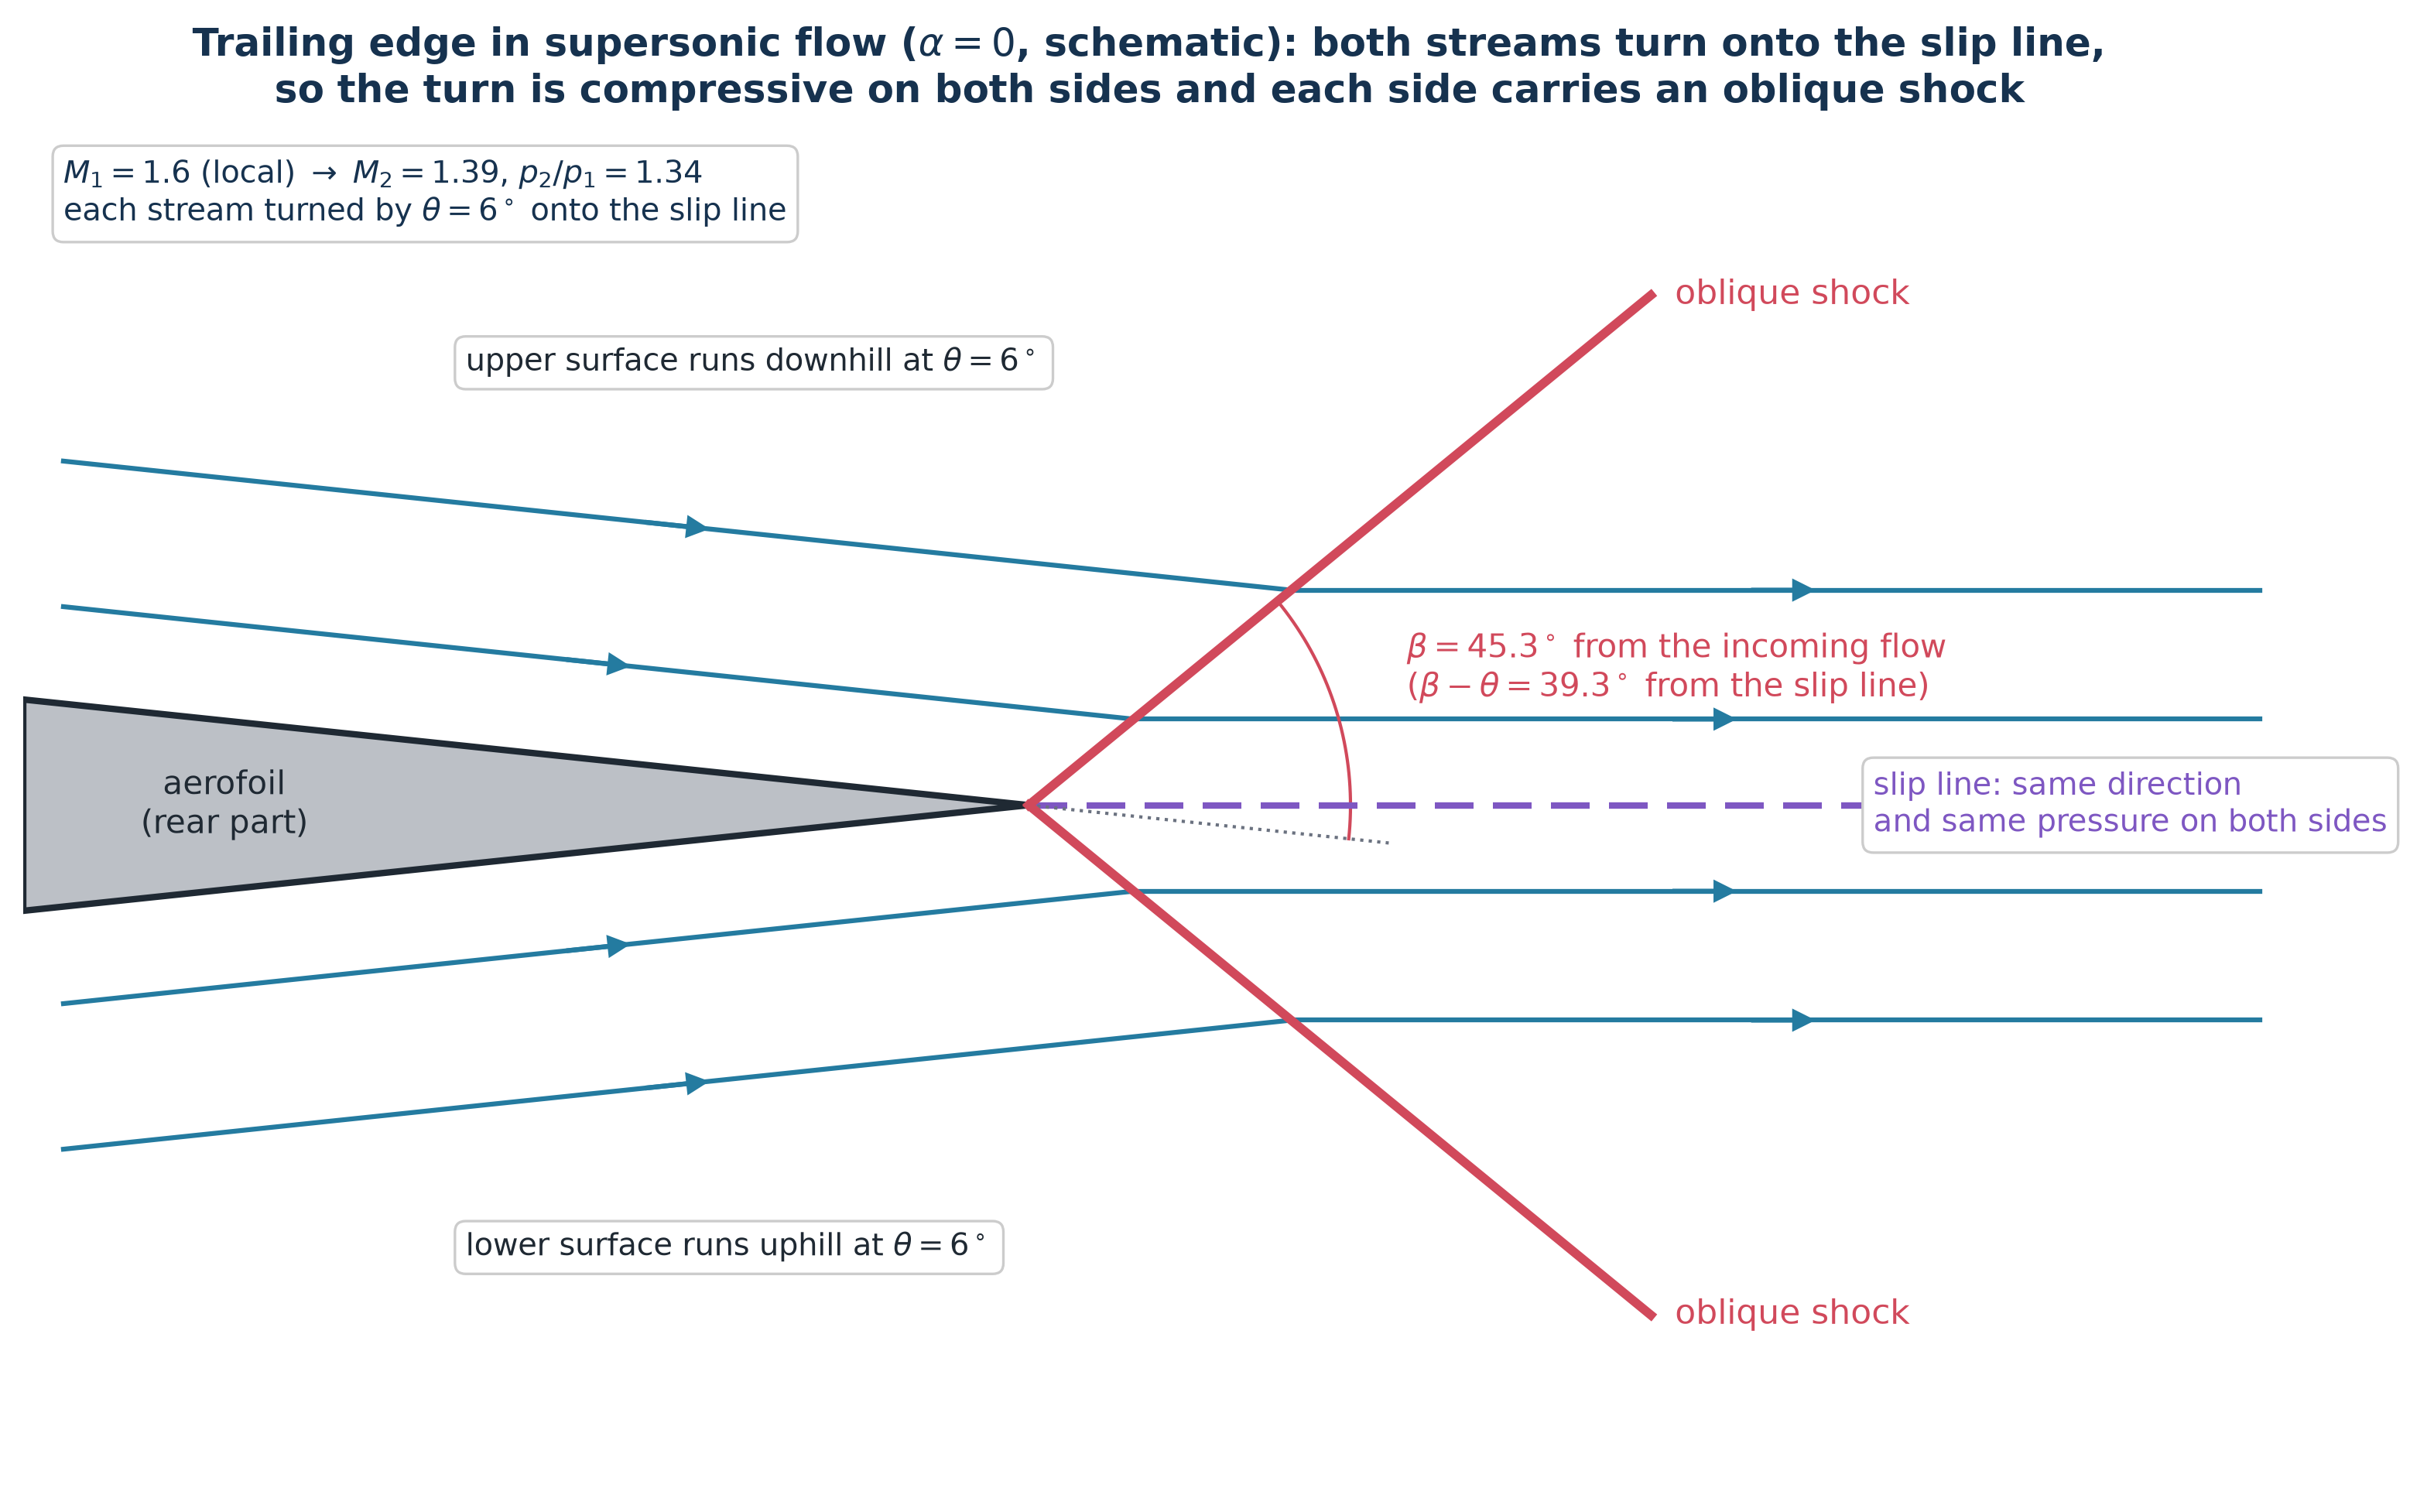 Trailing edge in supersonic flow (α = 0, schematic): both streams turn onto the slip line,
so the turn is compressive on both sides and each side carries an oblique shock
M₁ = 1.6 (local) → M₂ = 1.39, p₂/p₁ = 1.34
each stream turned by θ = 6° onto the slip line
oblique shock
upper surface runs downhill at θ = 6°
β = 45.3° from the incoming flow
(β − θ = 39.3° from the slip line)
aerofoil
(rear part)
slip line: same direction
and same pressure on both sides
lower surface runs uphill at θ = 6°
oblique shock